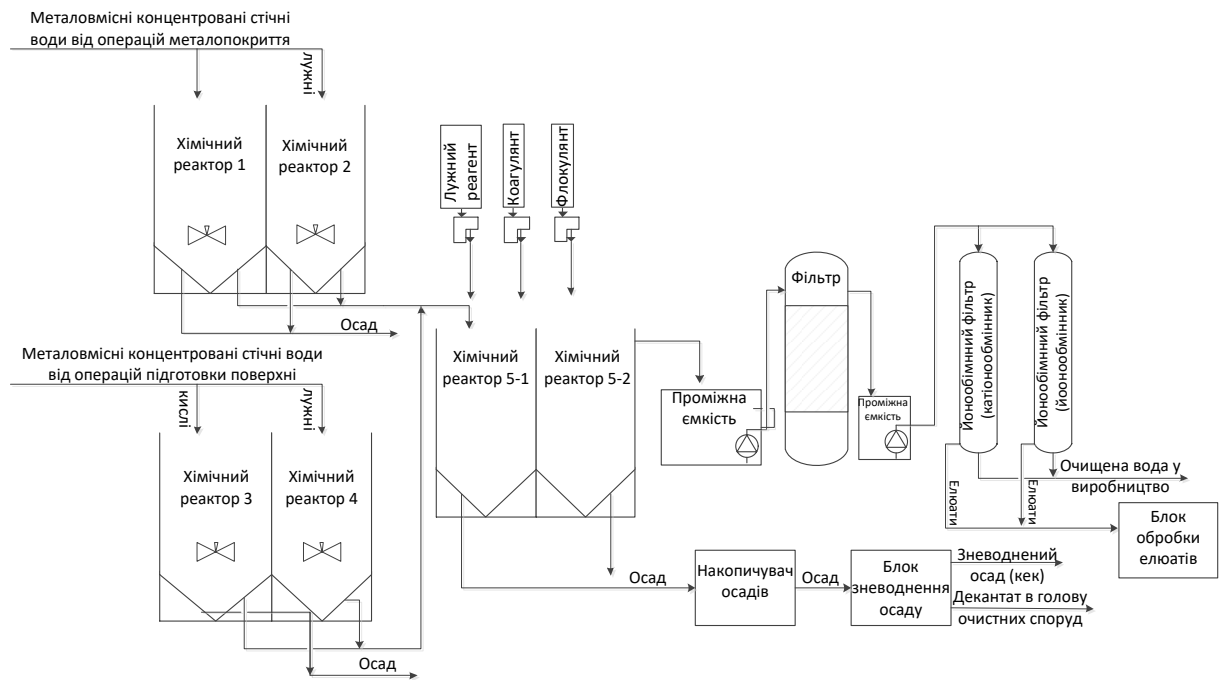 Металовмісні концентровані стічні
води від операцій металопокриття
лужні
Хімічний
реактор 1
Хімічний
реактор 2
Осад
Лужний
реагент
Коагулянт
Флокулянт
Металовмісні концентровані стічні води
від операцій підготовки поверхні
кислі
лужні
Хімічний
реактор 3
Хімічний
реактор 4
Осад
Хімічний
реактор 5-1
Хімічний
реактор 5-2
Проміжна
ємкість
Фільтр
Проміжна
ємкість
Йонообімнний фільтр
(катіонообмінник)
Йонообімнний фільтр
(йоонообмінник)
Очищена вода у
виробництво
Елюати
Елюати
Блок
обробки
елюатів
Осад
Накопичувач
осадів
Осад
Блок
зневоднення
осаду
Зневоднений
осад (кек)
Декантат в голову
очистних споруд